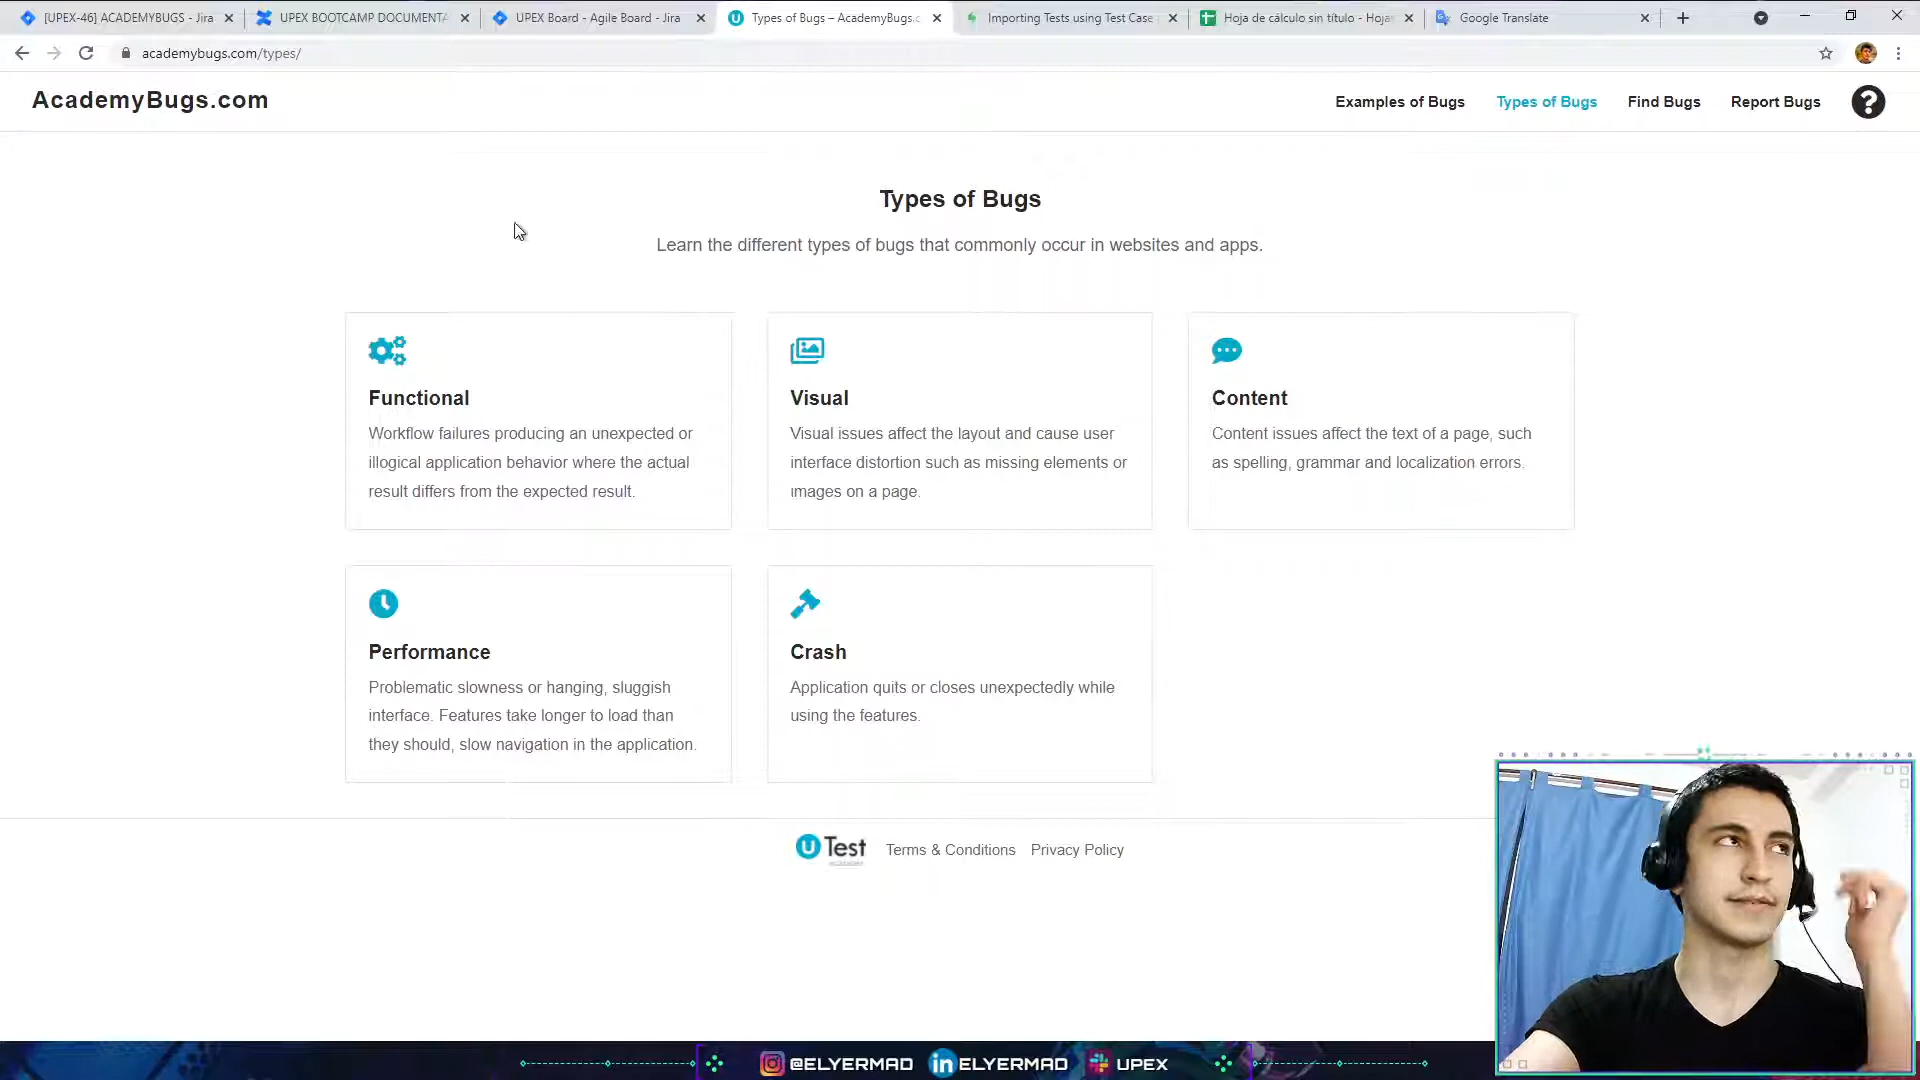 [UPEX-46] ACADEMYBUGS - Jira
UPEX BOOTCAMP DOCUMENTA
UPEX Board - Agile Board - Jira
Types of Bugs – AcademyBugs.c
Importing Tests using Test Case
Hoja de cálculo sin título - Hoja
Google Translate
academybugs.com/types/
AcademyBugs.com
Examples of Bugs
Types of Bugs
Find Bugs
Report Bugs
?
Types of Bugs
Learn the different types of bugs that commonly occur in websites and apps.
Functional
Workflow failures producing an unexpected or
illogical application behavior where the actual
result differs from the expected result.
Visual
Visual issues affect the layout and cause user
interface distortion such as missing elements or
images on a page.
Content
Content issues affect the text of a page, such
as spelling, grammar and localization errors.
Performance
Problematic slowness or hanging, sluggish
interface. Features take longer to load than
they should, slow navigation in the application.
Crash
Application quits or closes unexpectedly while
using the features.
uTest
Terms & Conditions
Privacy Policy
@ELYERMAD
in ELYERMAD
UPEX